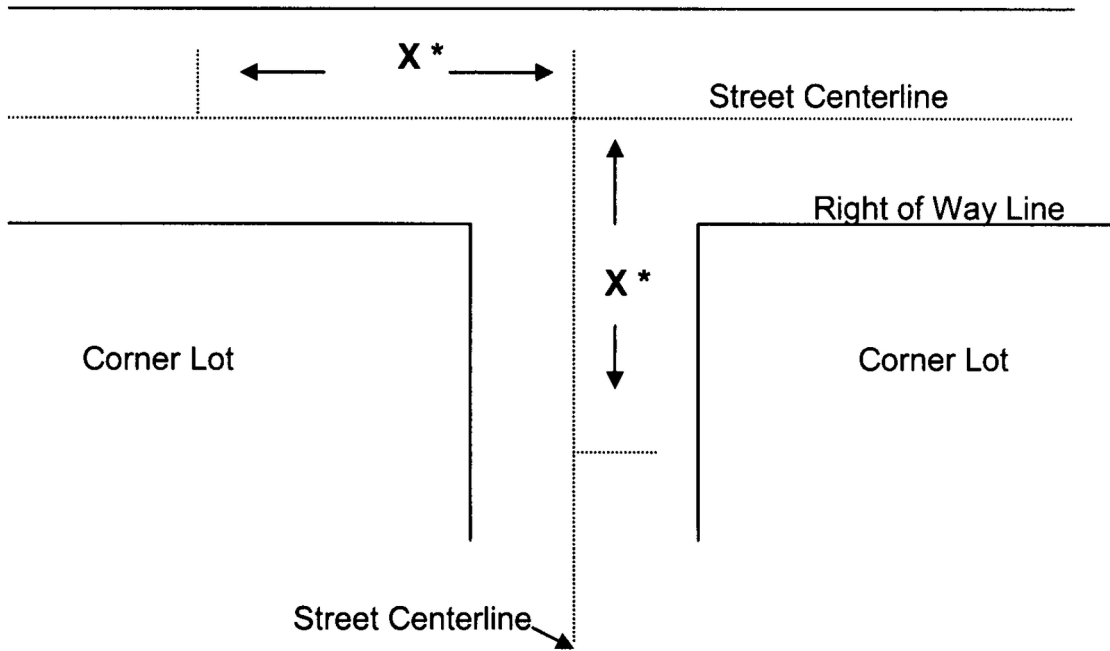 X *
Street Centerline
Right of Way Line
X *
Corner Lot
Corner Lot
Street Centerline